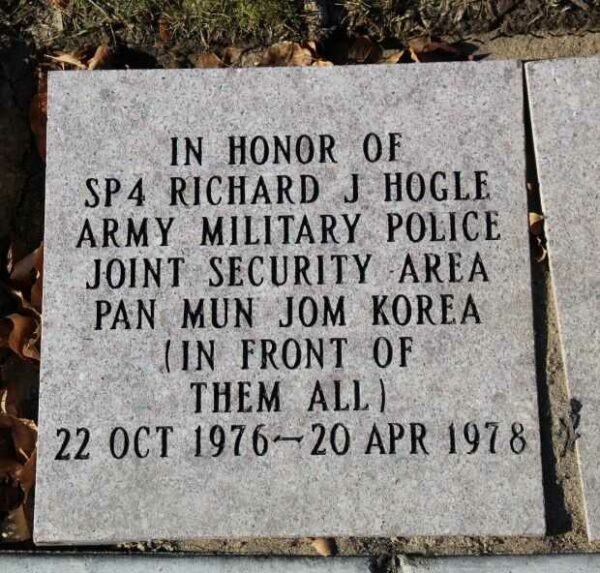 IN HONOR OF
SP4 RICHARD J HOGLE
ARMY MILITARY POLICE
JOINT SECURITY AREA
PAN MUN JOM KOREA
(IN FRONT OF
THEM ALL)
22 OCT 1976—20 APR 1978